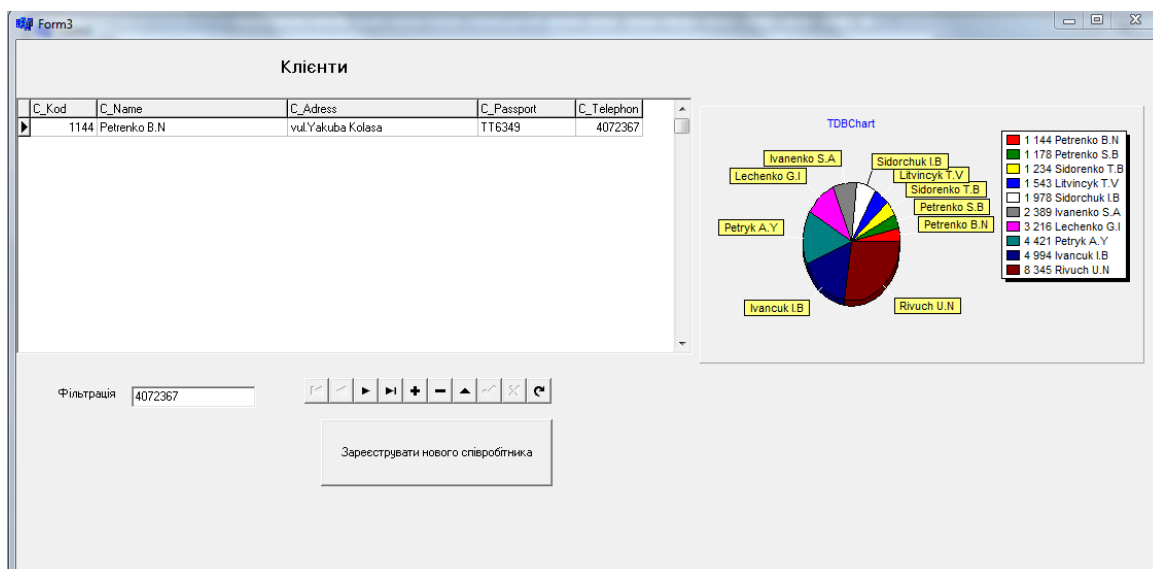 Form3
Клієнти
C_Kod C_Name C_Adress C_Passport C_Telephon
1144 Petrenko B.N vul.Yakuba Kolasa TT6349 4072367
TDBChart
Ivanenko S.A
Sidorchuk I.B
Lechenko G.I
Litvincyk T.V
Sidorenko T.B
Petryk A.Y
Petrenko S.B
Petrenko B.N
Ivancuk I.B
Rivuch U.N
1 144 Petrenko B.N
1 178 Petrenko S.B
1 234 Sidorenko T.B
1 543 Litvincyk T.V
1 978 Sidorchuk I.B
2 389 Ivanenko S.A
3 216 Lechenko G.I
4 421 Petryk A.Y
4 994 Ivancuk I.B
8 345 Rivuch U.N
Фільтрація 4072367
Зареєструвати нового співробітника